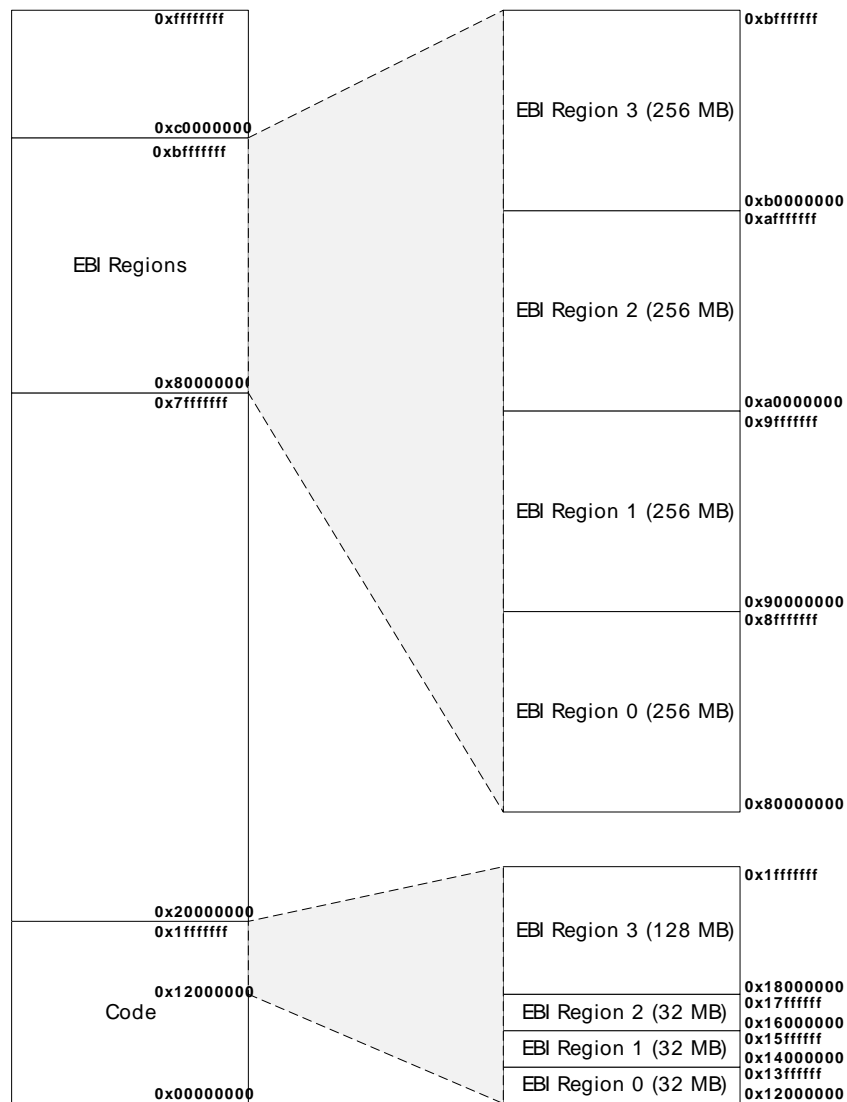 0xffffffff
0xc0000000
0xbfffffff
EBI Regions
0x80000000
0x7fffffff
0x20000000
0x1fffffff
0x12000000
Code
0x00000000
0xbfffffff
EBI Region 3 (256 MB)
0xb0000000
0xafffffff
EBI Region 2 (256 MB)
0xa0000000
0x9fffffff
EBI Region 1 (256 MB)
0x90000000
0x8fffffff
EBI Region 0 (256 MB)
0x80000000
0x1fffffff
EBI Region 3 (128 MB)
0x18000000
0x17ffffff
EBI Region 2 (32 MB)
0x16000000
0x15ffffff
EBI Region 1 (32 MB)
0x14000000
0x13ffffff
EBI Region 0 (32 MB)
0x12000000